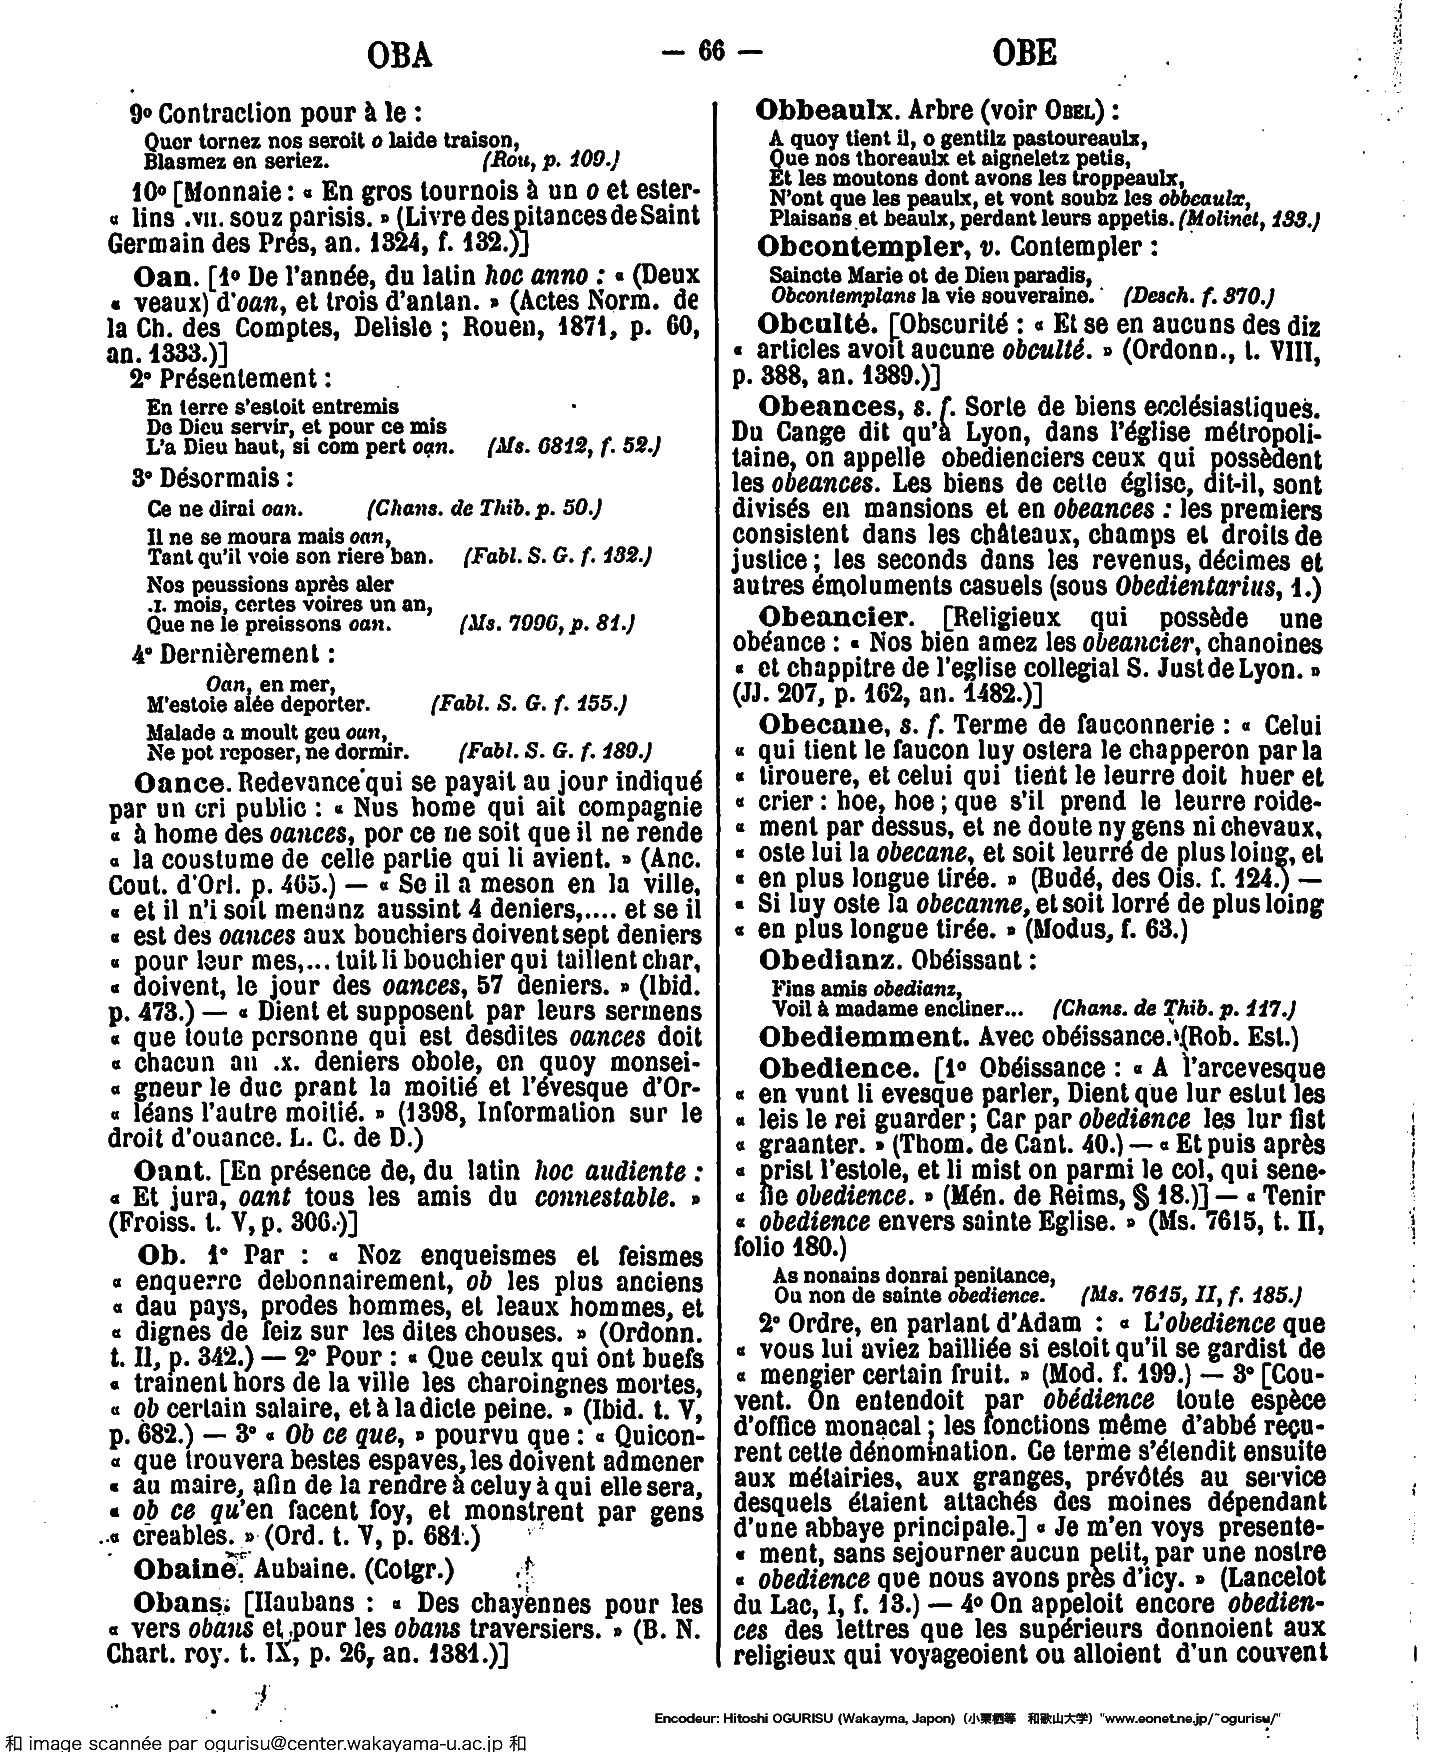 OBA
— 66 —
OBE
9º Contraction pour à le :
Quor tornez nos seroit o laide traison,
Blasmez en seriez. (Rou, p. 109.)
10º [Monnaie : « En gros tournois à un o et ester-
« lins .VII. souz parisis. » (Livre des pitances de Saint
Germain des Prés, an. 1324, f. 132.)]
Oan. [1º De l'année, du latin hoc anno : « (Deux
« veaux) d'oan, et trois d'antan. » (Actes Norm. de
la Ch. des Comptes, Delisle ; Rouen, 1871, p. 60,
an. 1333.)]
2º Présentement :
En terre s'estoit entremis
De Dieu servir, et pour ce mis
L'a Dieu haut, si com pert oan. (Ms. 6812, f. 52.)
3º Désormais :
Ce ne dirai oan. (Chans. de Thib. p. 50.)
Il ne se moura mais oan,
Tant qu'il voie son riere ban. (Fabl. S. G. f. 132.)
Nos peussions après aler
.I. mois, certes voires un an,
Que ne le preissons oan. (Ms. 7996, p. 81.)
4º Dernièrement :
Oan, en mer,
M'estoie alée deporter. (Fabl. S. G. f. 155.)
Malade a moult geu oan,
Ne pot reposer, ne dormir. (Fabl. S. G. f. 189.)
Oance. Redevance qui se payait au jour indiqué
par un cri public : « Nus home qui ait compagnie
« à home des oances, por ce ne soit que il ne rende
« la coustume de celle partie qui li avient. » (Anc.
Cout. d'Orl. p. 465.) — « Se il a meson en la ville,
« et il n'i soit menanz aussint 4 deniers,.... et se il
« est des oances aux bouchiers doivent sept deniers
« pour leur mes,... tuit li bouchier qui taillent char,
« doivent, le jour des oances, 57 deniers. » (Ibid.
p. 473.) — « Dient et supposent par leurs sermens
« que toute personne qui est desdites oances doit
« chacun an .x. deniers obole, en quoy monsei-
« gneur le duc prant la moitié et l'évesque d'Or-
« léans l'autre moitié. » (1398, Information sur le
droit d'ouance. L. C. de D.)
Oant. [En présence de, du latin hoc audiente :
« Et jura, oant tous les amis du connestable. »
(Froiss. t. V, p. 306.)]
Ob. 1º Par : « Noz enqueismes et feismes
« enquerre debonnairement, ob les plus anciens
« dau pays, prodes hommes, et leaux hommes, et
« dignes de feiz sur les dites chouses. » (Ordonn.
t. II, p. 342.) — 2º Pour : « Que ceulx qui ont buefs
« trainent hors de la ville les charoingnes mortes,
« ob certain salaire, et à la dicte peine. » (Ibid. t. V,
p. 682.) — 3º « Ob ce que, » pourvu que : « Quicon-
« que trouvera bestes espaves, les doivent admener
« au maire, afin de la rendre à celuy à qui elle sera,
« ob ce qu'en facent foy, et monstrent par gens
« creables. » (Ord. t. V, p. 681.)
Obaine. Aubaine. (Cotgr.)
Obans. [Haubans : « Des chayennes pour les
« vers obans et pour les obans traversiers. » (B. N.
Chart. roy. t. IX, p. 26, an. 1381.)]
Obbeaulx. Arbre (voir OBEL) :
A quoy tient il, o gentilz pastoureaulx,
Que nos thoreaulx et aigneletz petis,
Et les moutons dont avons les troppeaulx,
N'ont que les peaulx, et vont soubz les obbeaulx,
Plaisans et beaulx, perdant leurs appetis. (Molinet, 133.)
Obcontempler, v. Contempler :
Saincte Marie ot de Dieu paradis,
Obcontemplans la vie souveraine. (Desch. f. 370.)
Obculté. [Obscurité : « Et se en aucuns des diz
« articles avoit aucune obculté. » (Ordonn., t. VIII,
p. 388, an. 1389.)]
Obeances, s. f. Sorte de biens ecclésiastiques.
Du Cange dit qu'à Lyon, dans l'église métropoli-
taine, on appelle obedienciers ceux qui possèdent
les obeances. Les biens de cette église, dit-il, sont
divisés en mansions et en obeances : les premiers
consistent dans les châteaux, champs et droits de
justice ; les seconds dans les revenus, décimes et
autres émoluments casuels (sous Obedientarius, 1.)
Obeancier. [Religieux qui possède une
obéance : « Nos bien amez les obeancier, chanoines
« et chappitre de l'eglise collegial S. Just de Lyon. »
(JJ. 207, p. 162, an. 1482.)]
Obecane, s. f. Terme de fauconnerie : « Celui
« qui tient le faucon luy ostera le chapperon par la
« tirouere, et celui qui tient le leurre doit huer et
« crier : hoe, hoe ; que s'il prend le leurre roide-
« ment par dessus, et ne doute ny gens ni chevaux,
« oste lui la obecane, et soit leurré de plus loing, et
« en plus longue tirée. » (Budé, des Ois. f. 124.) —
« Si luy oste la obecanne, et soit lorré de plus loing
« en plus longue tirée. » (Modus, f. 63.)
Obedianz. Obéissant :
Fins amis obedianz,
Voil à madame encliner... (Chans. de Thib. p. 117.)
Obediemment. Avec obéissance. (Rob. Est.)
Obedience. [1º Obéissance : « A l'arcevesque
« en vunt li evesque parler, Dient que lur estut les
« leis le rei guarder ; Car par obedience les lur fist
« graanter. » (Thom. de Cant. 40.) — « Et puis après
« prist l'estole, et li mist on parmi le col, qui sene-
« fie obedience. » (Mén. de Reims, § 18.)] — « Tenir
« obedience envers sainte Eglise. » (Ms. 7615, t. II,
folio 180.)
As nonains donrai penitance,
Ou non de sainte obedience. (Ms. 7615, II, f. 185.)
2º Ordre, en parlant d'Adam : « L'obedience que
« vous lui aviez bailliée si estoit qu'il se gardist de
« mengier certain fruit. » (Mod. f. 199.) — 3º [Cou-
vent. On entendoit par obédience toute espèce
d'office monacal ; les fonctions même d'abbé reçu-
rent cette dénomination. Ce terme s'étendit ensuite
aux métairies, aux granges, prévôtés au service
desquels étaient attachés des moines dépendant
d'une abbaye principale.] « Je m'en voys presente-
« ment, sans sejourner aucun petit, par une nostre
« obedience que nous avons près d'icy. » (Lancelot
du Lac, I, f. 13.) — 4º On appeloit encore obedien-
ces des lettres que les supérieurs donnoient aux
religieux qui voyageoient ou alloient d'un couvent
Encodeur: Hitoshi OGURISU (Wakayma, Japon) (小栗栖等 和歌山大学) "www.eonet.ne.jp/~ogurisu/"
和 image scannée par ogurisu@center.wakayama-u.ac.jp 和